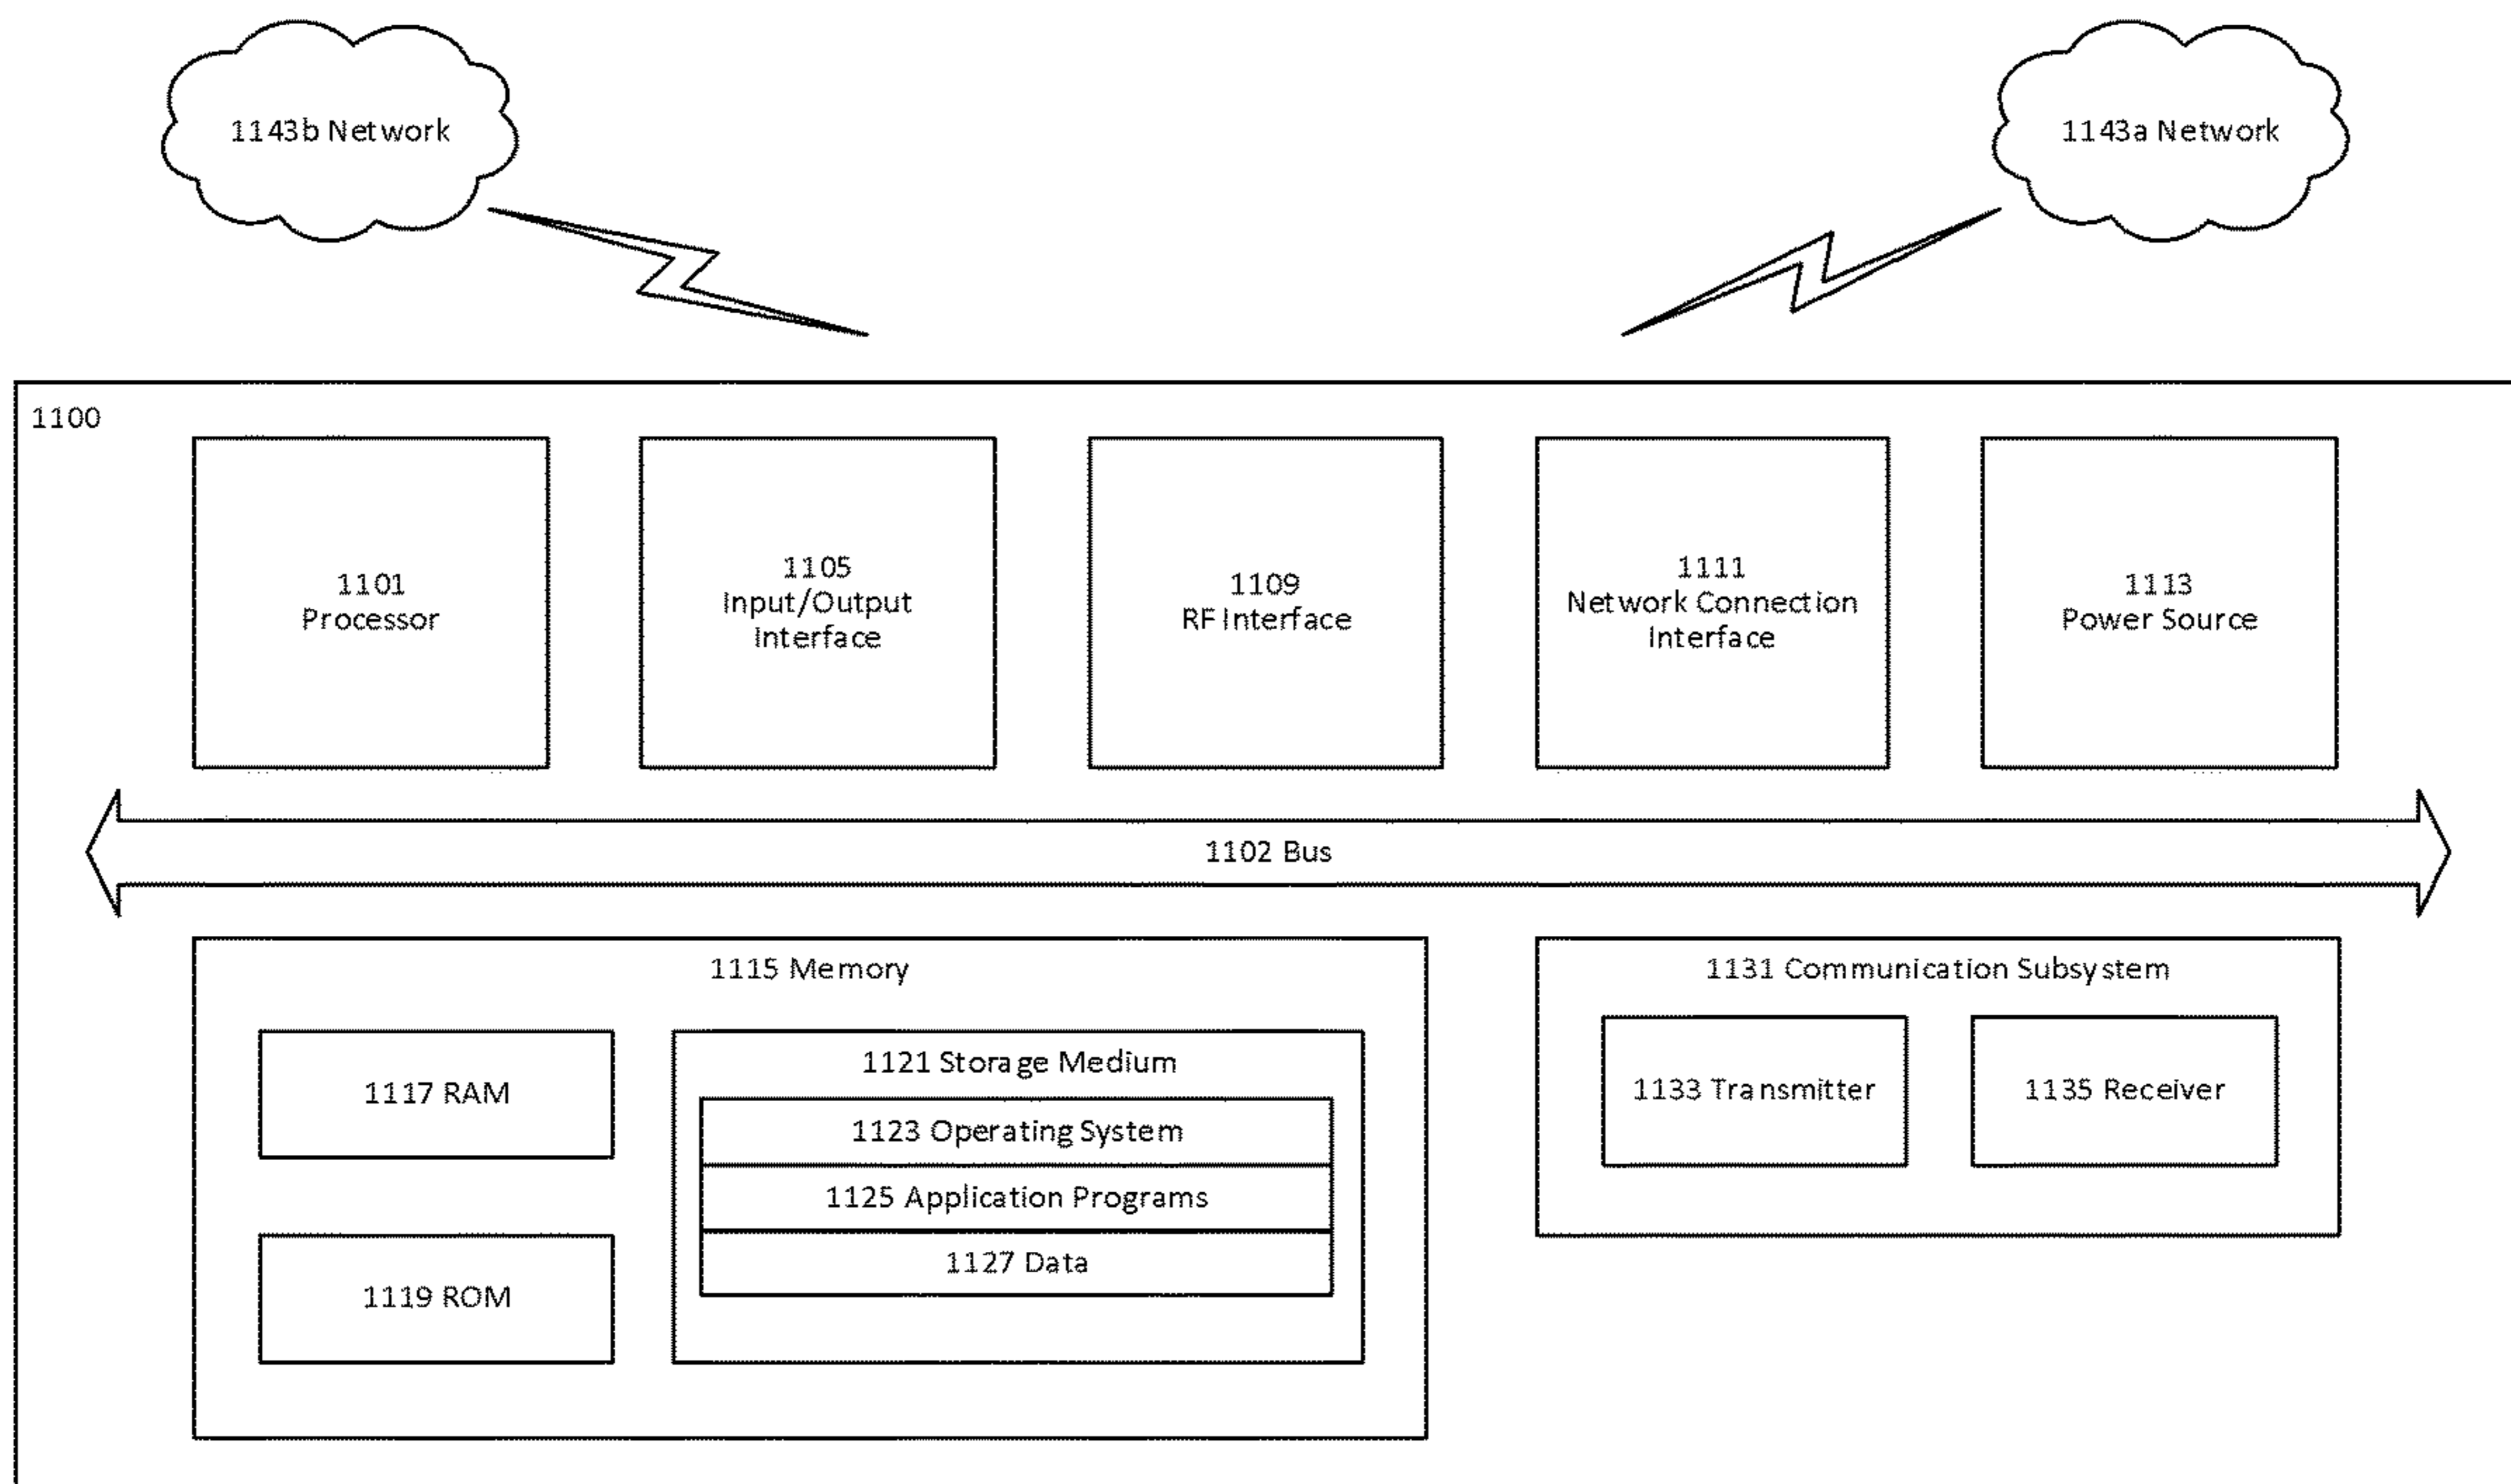 1143b Network
1143a Network
1100
1101
Processor
1105
Input/Output
Interface
1109
RF Interface
1111
Network Connection
Interface
1113
Power Source
1102 Bus
1115 Memory
1117 RAM
1119 ROM
1121 Storage Medium
1123 Operating System
1125 Application Programs
1127 Data
1131 Communication Subsystem
1133 Transmitter
1135 Receiver